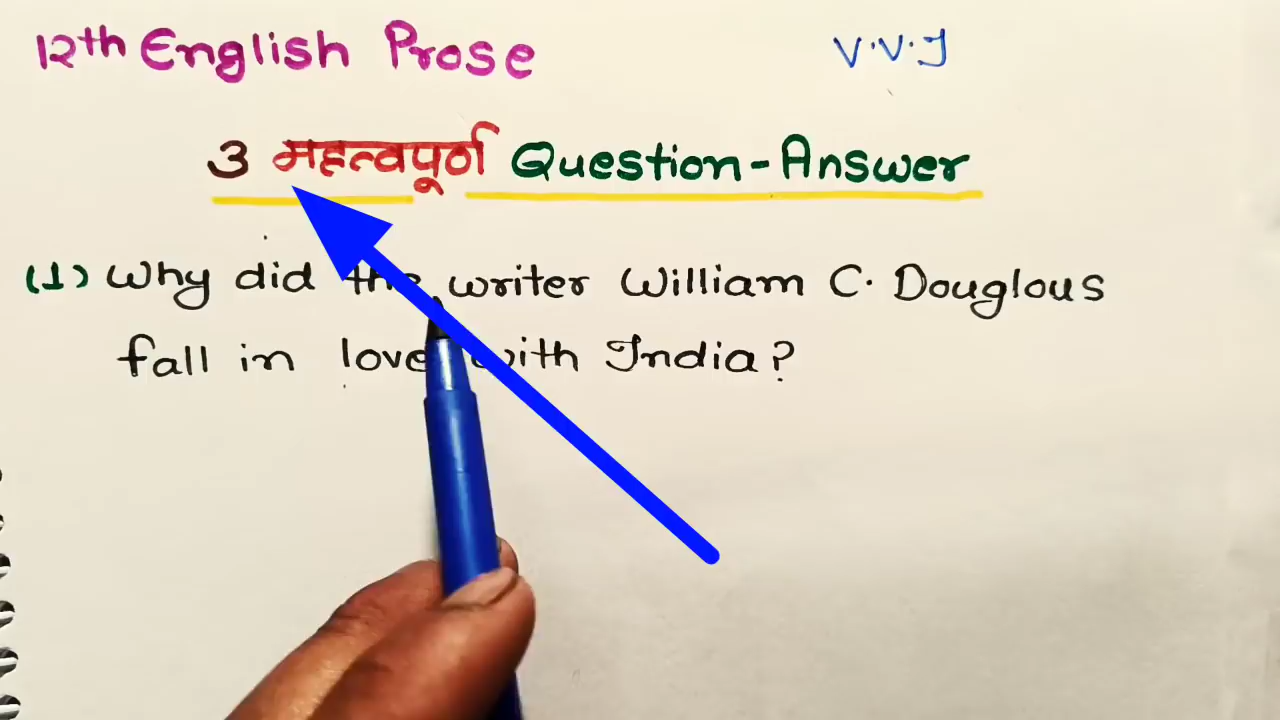 12th English Prose V.V.I
3 महत्वपूर्ण Question-Answer
(1) Why did the writer William C. Douglous
fall in love with India?